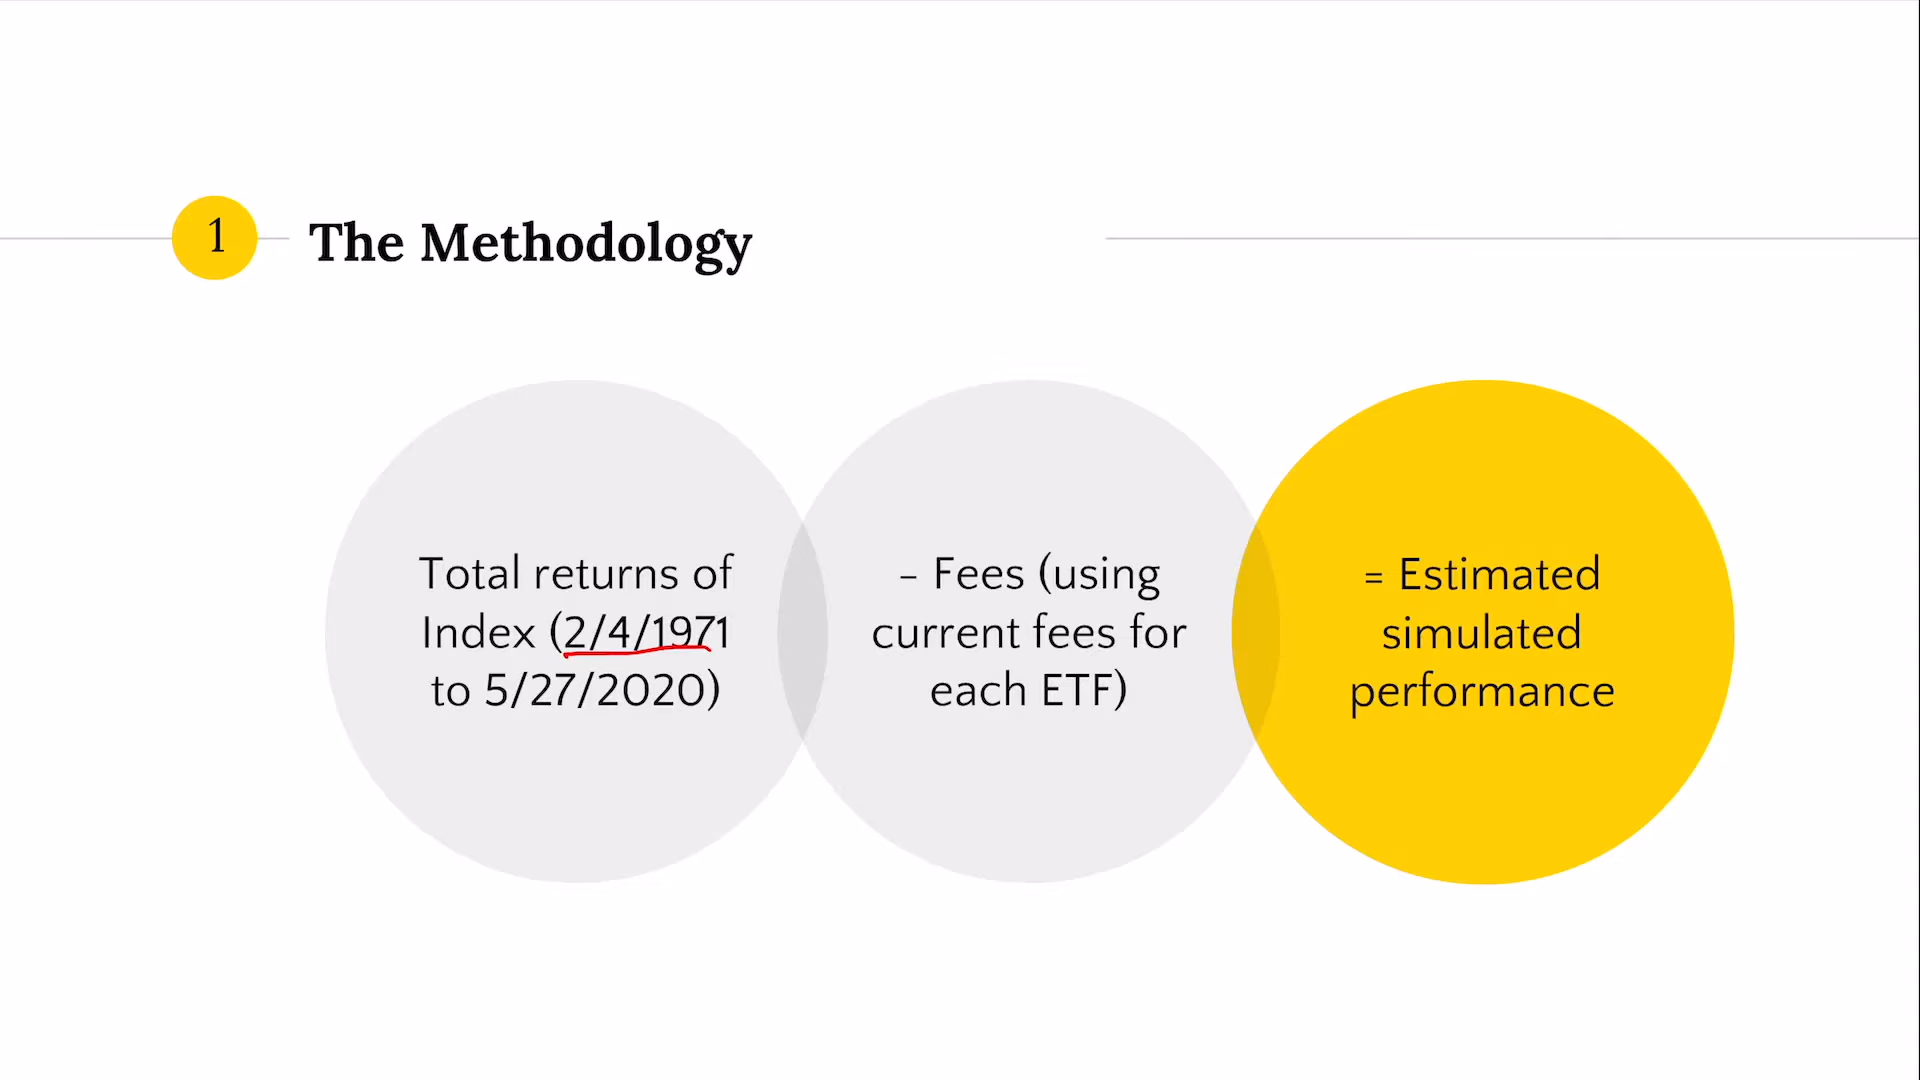 1
The Methodology
Total returns of
Index (2/4/1971
to 5/27/2020)
– Fees (using
current fees for
each ETF)
= Estimated
simulated
performance